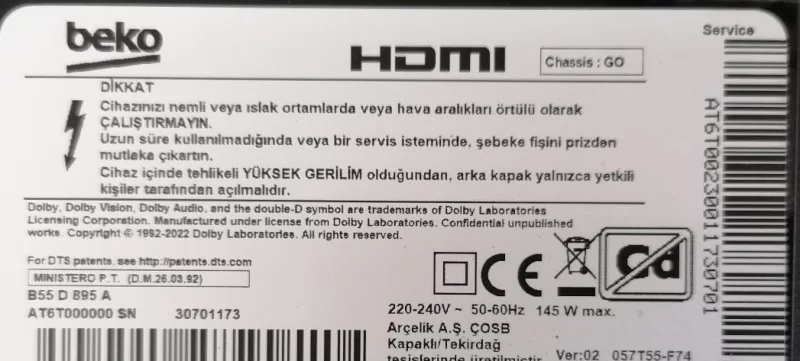 beko
HDMI
Chassis : GO
Service
DİKKAT
Cihazınızı nemli veya ıslak ortamlarda veya hava aralıkları örtülü olarak
ÇALIŞTIRMAYIN.
Uzun süre kullanılmadığında veya bir servis isteminde, şebeke fişini prizden
mutlaka çıkartın.
Cihaz içinde tehlikeli YÜKSEK GERİLİM olduğundan, arka kapak yalnızca yetkili
kişiler tarafından açılmalıdır.
Dolby, Dolby Vision, Dolby Audio, and the double-D symbol are trademarks of Dolby Laboratories
Licensing Corporation. Manufactured under license from Dolby Laboratories. Confidential unpublished
works. Copyright © 1992-2022 Dolby Laboratories. All rights reserved.
For DTS patents, see http://patents.dts.com
MINISTERO P.T. (D.M.26.03.92)
B55 D 895 A
AT6T000000 SN 30701173
CE
Cd
220-240V ~ 50-60Hz 145 W max.
Arçelik A.Ş. ÇOSB
Kapaklı/Tekirdağ
tesislerinde üretilmiştir
Ver:02 057T55-F74
AT6T00230011730701